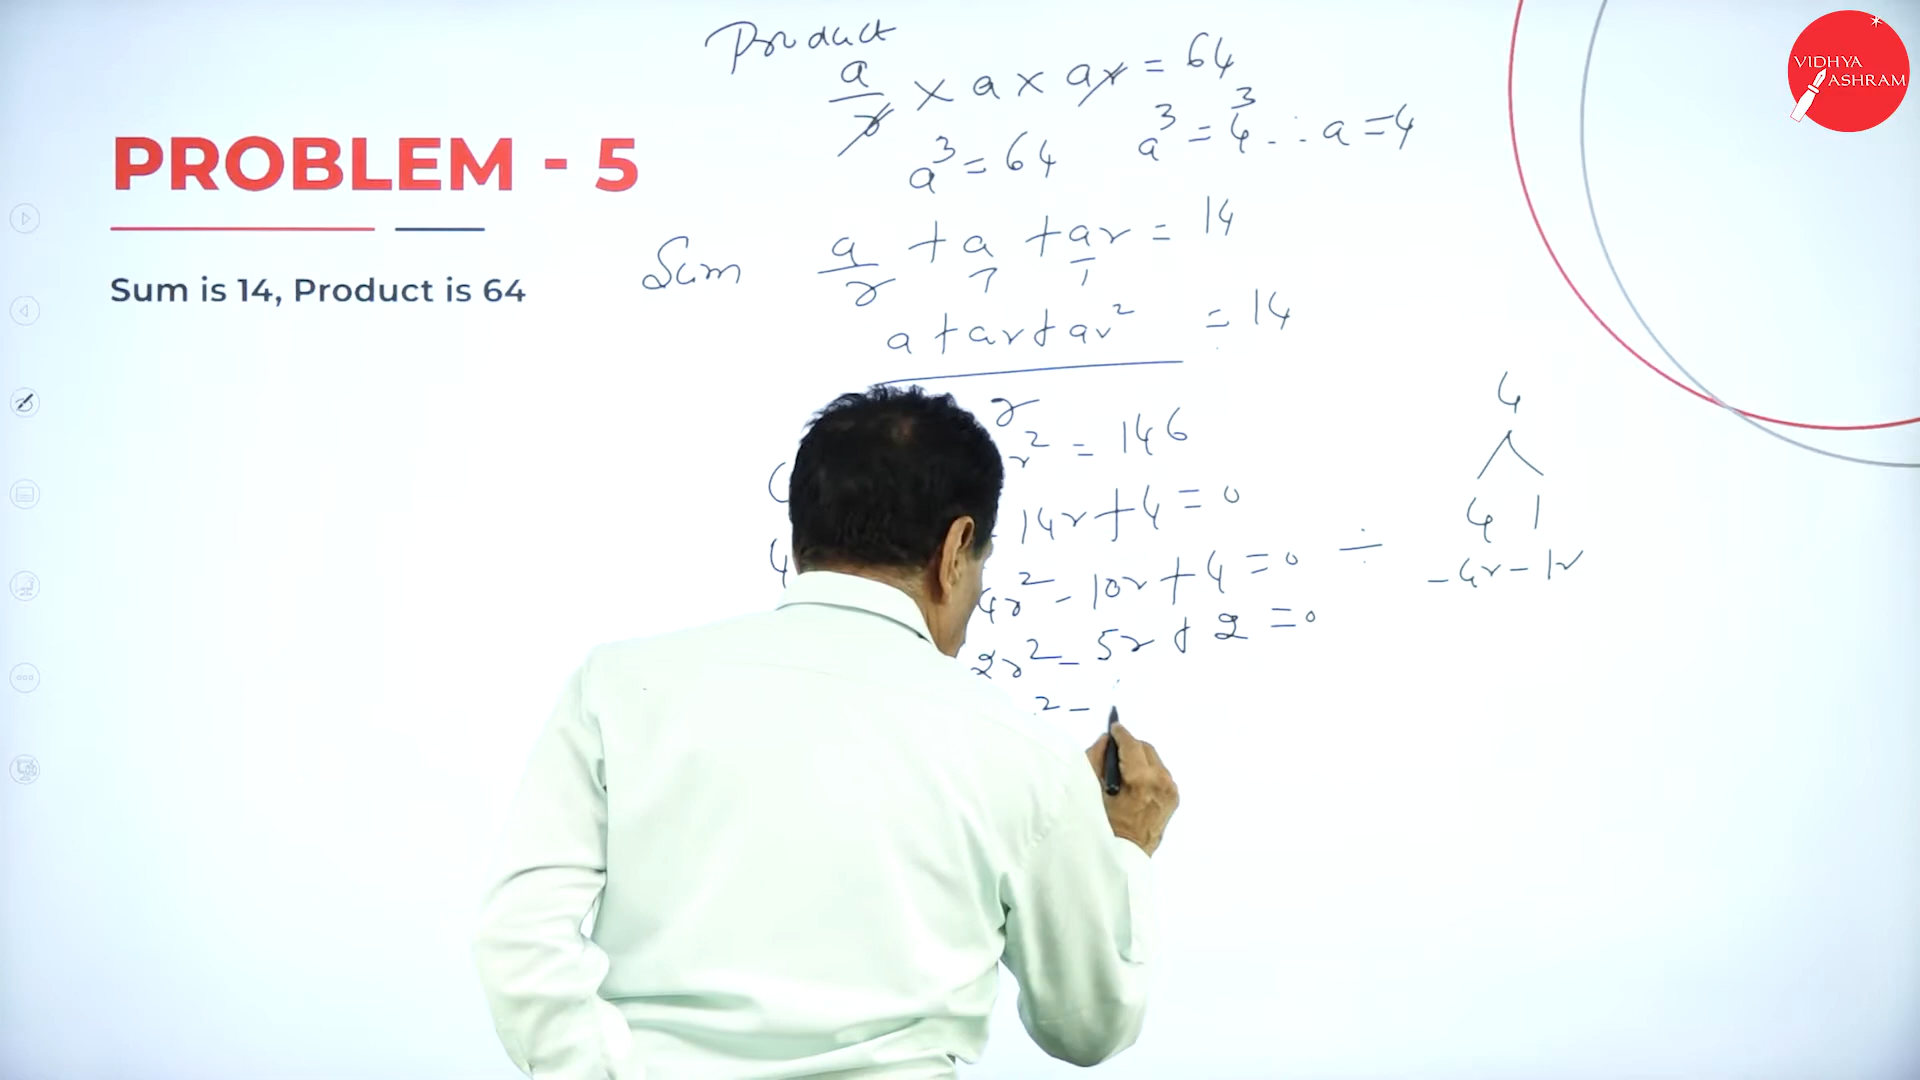 VIDHYA
ASHRAM
PROBLEM - 5
Sum is 14, Product is 64
Product
a/r × a × ar = 64
a³ = 64 a³ = 4³ ∴ a = 4
Sum a/r + a + ar = 14
a + ar + ar² = 14
r
r² = 14
14r + 4 = 0
4r² - 10r + 4 = 0 ÷
2r² - 5r + 2 = 0
² -
4
4 1
- 4r - 1r